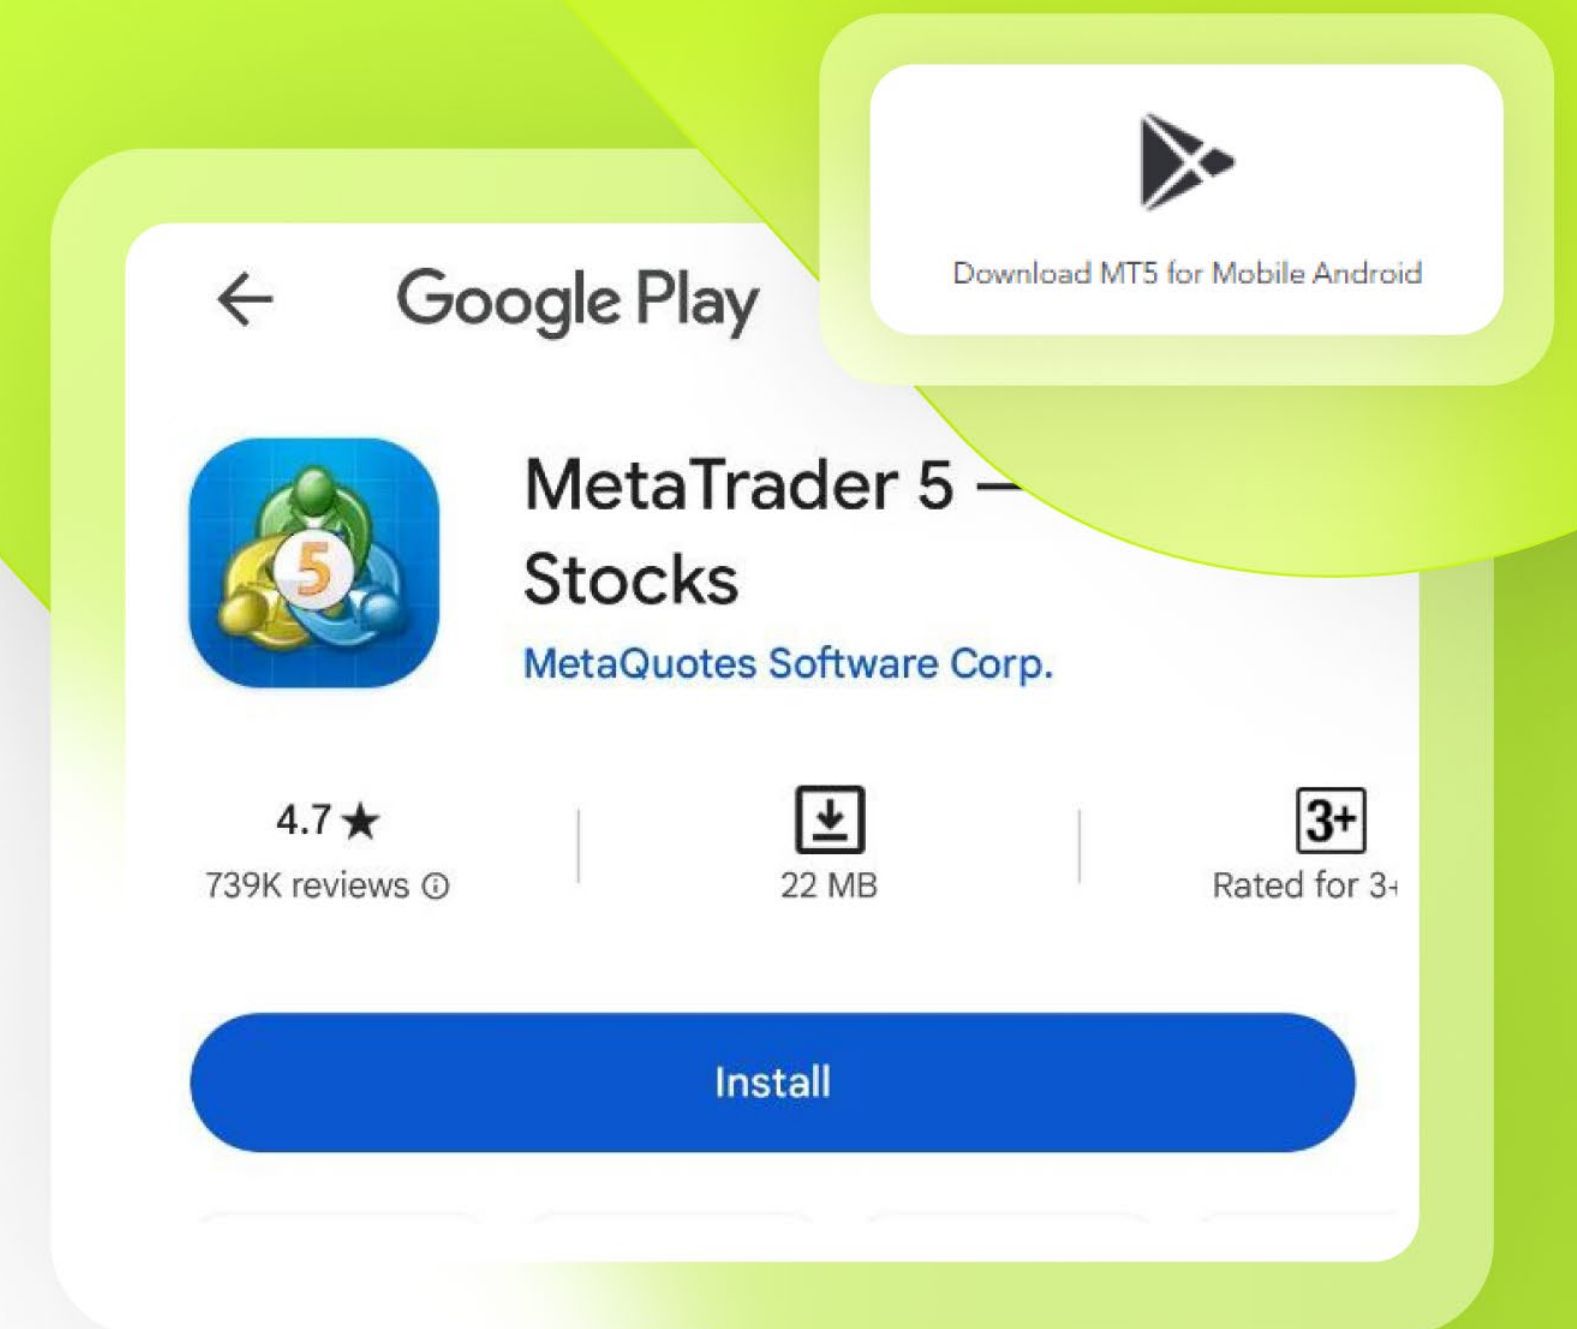 Download MT5 for Mobile Android
Google Play
MetaTrader 5 —
Stocks
MetaQuotes Software Corp.
5
4.7★
739K reviews
22 MB
3+
Rated for 3+
Install